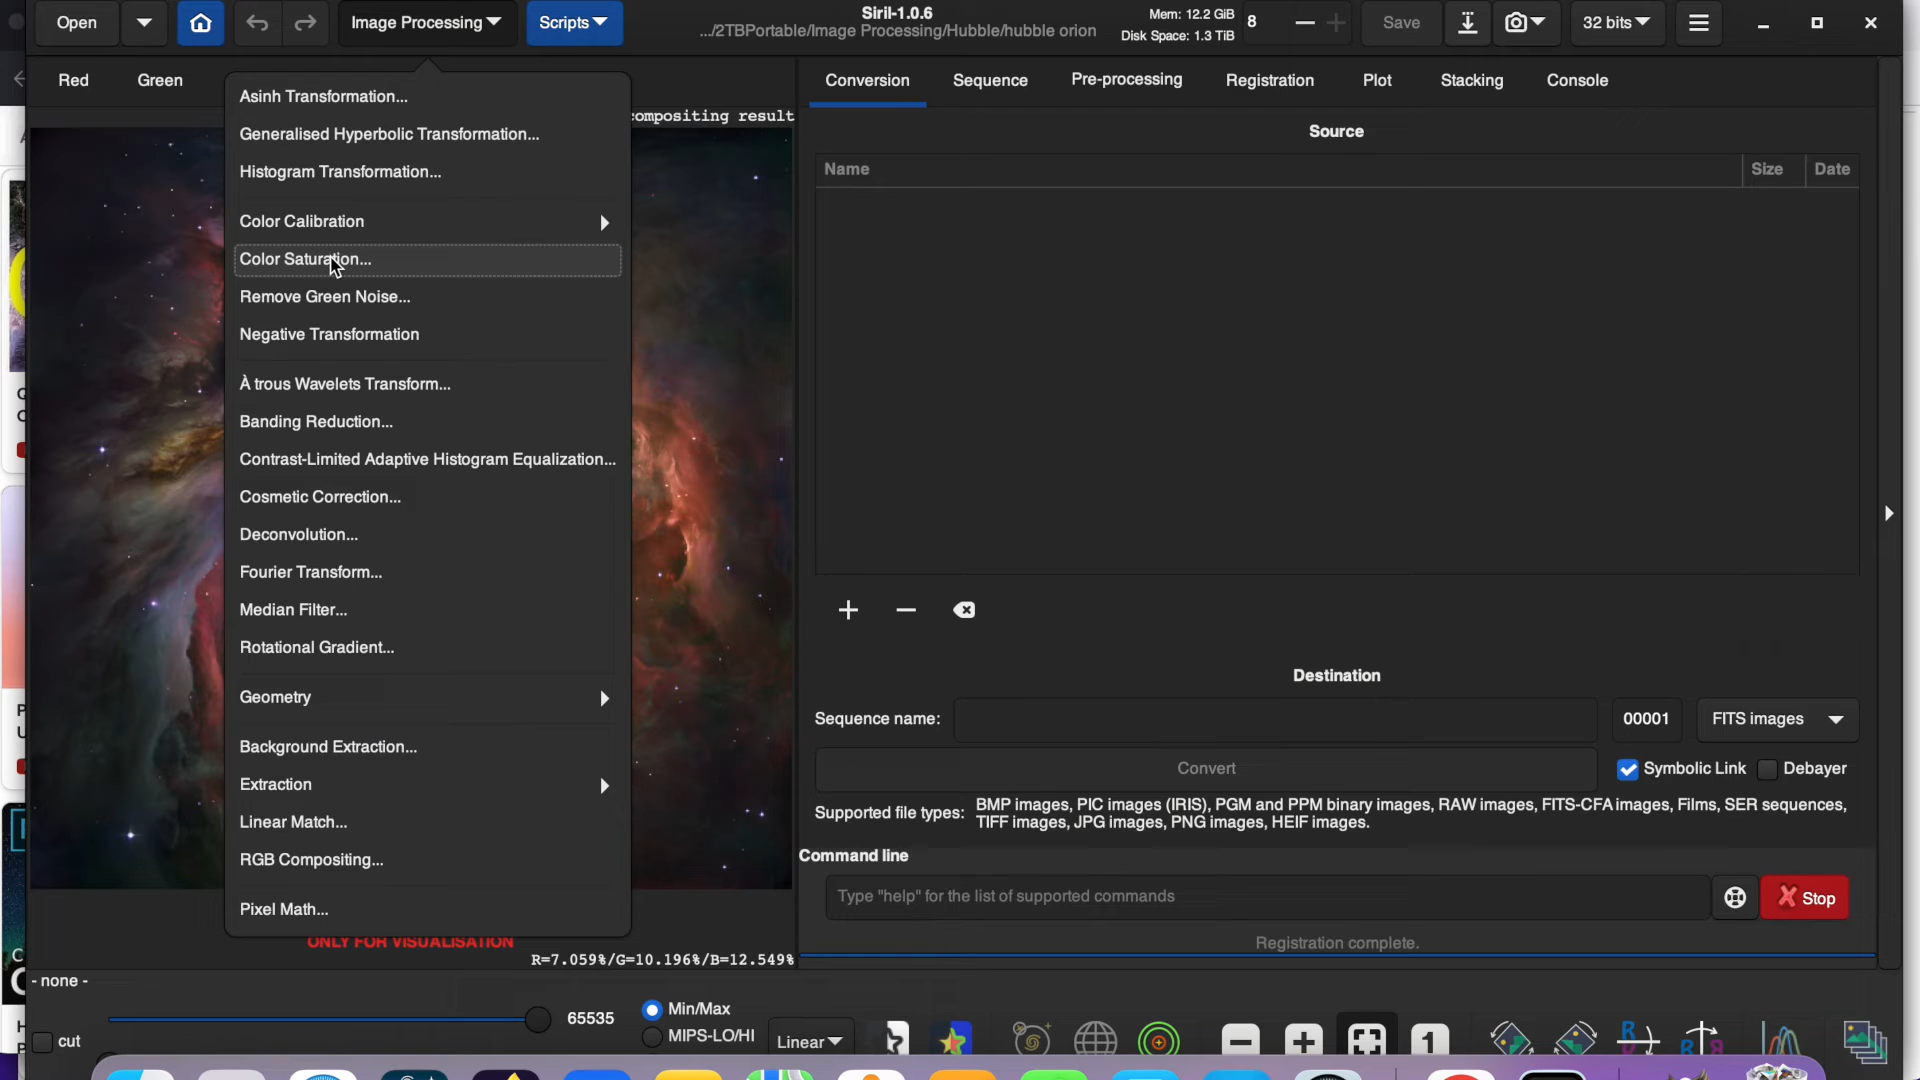 Open
Image Processing
Scripts
Siril-1.0.6
.../2TBPortable/Image Processing/Hubble/hubble orion
Mem: 12.2 GiB
Disk Space: 1.3 TiB
8
Save
32 bits
Red
Green
Conversion
Sequence
Pre-processing
Registration
Plot
Stacking
Console
compositing result
Asinh Transformation...
Generalised Hyperbolic Transformation...
Histogram Transformation...
Color Calibration
Color Saturation...
Remove Green Noise...
Negative Transformation
À trous Wavelets Transform...
Banding Reduction...
Contrast-Limited Adaptive Histogram Equalization...
Cosmetic Correction...
Deconvolution...
Fourier Transform...
Median Filter...
Rotational Gradient...
Geometry
Background Extraction...
Extraction
Linear Match...
RGB Compositing...
Pixel Math...
ONLY FOR VISUALISATION
R=7.059%/G=10.196%/B=12.549%
Source
Name
Size
Date
Destination
Sequence name:
00001
FITS images
Convert
Symbolic Link
Debayer
Supported file types:
BMP images, PIC images (IRIS), PGM and PPM binary images, RAW images, FITS-CFA images, Films, SER sequences,
TIFF images, JPG images, PNG images, HEIF images.
Command line
Type "help" for the list of supported commands
Stop
Registration complete.
- none -
65535
Min/Max
MIPS-LO/HI
cut
Linear